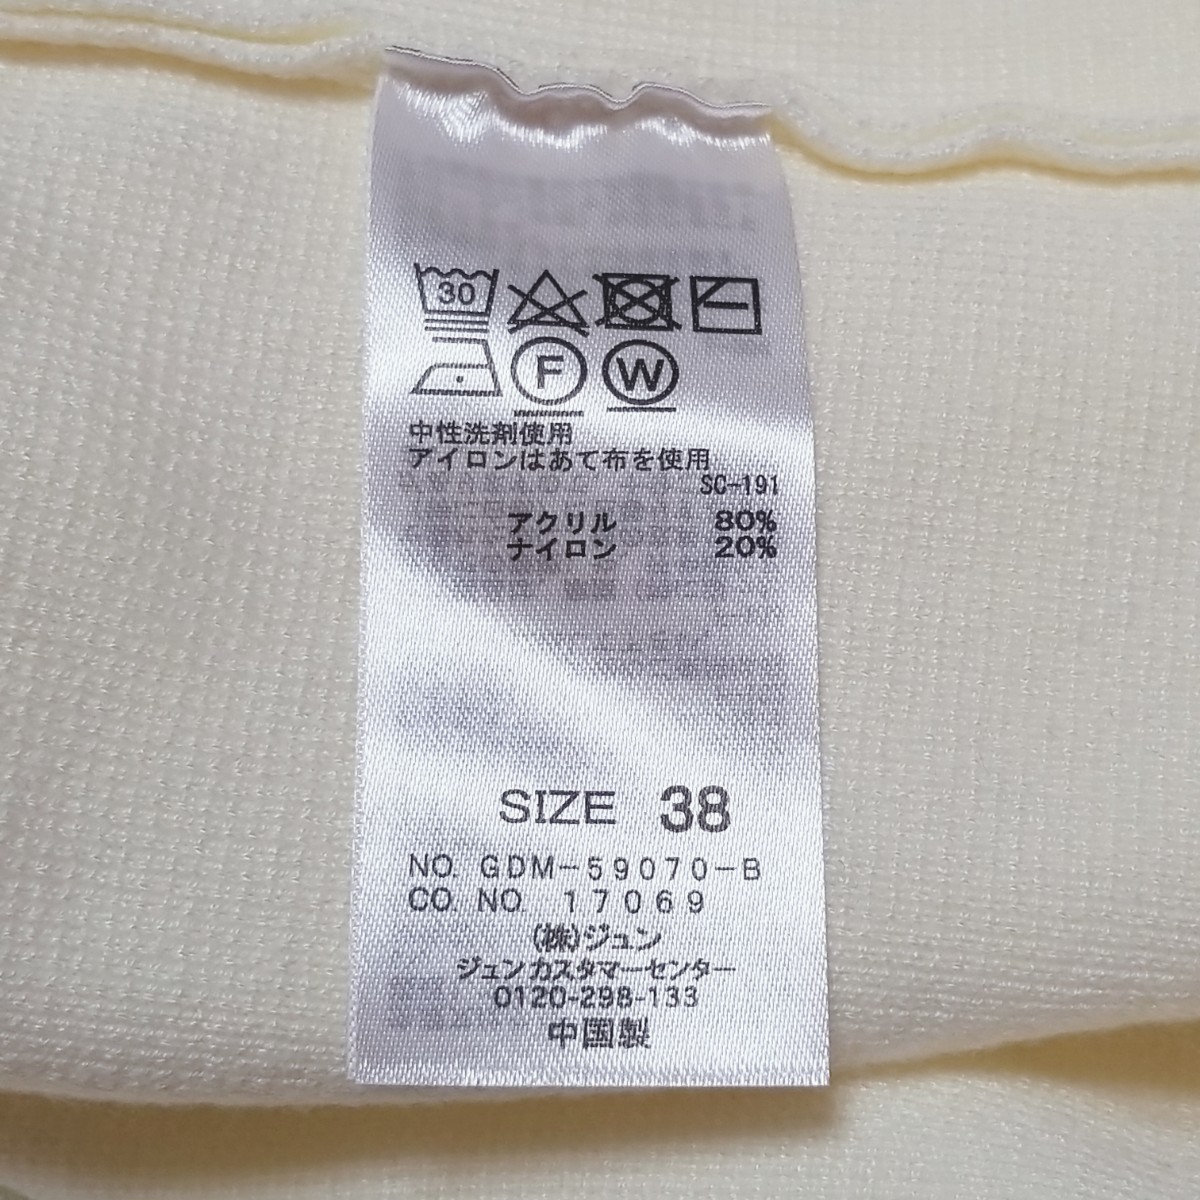 30
F W
中性洗剤使用
アイロンはあて布を使用
SC-191
アクリル 80%
ナイロン 20%
SIZE 38
NO. GDM-59070-B
CO. NO. 17069
(株)ジュン
ジュンカスタマーセンター
0120-298-133
中国製